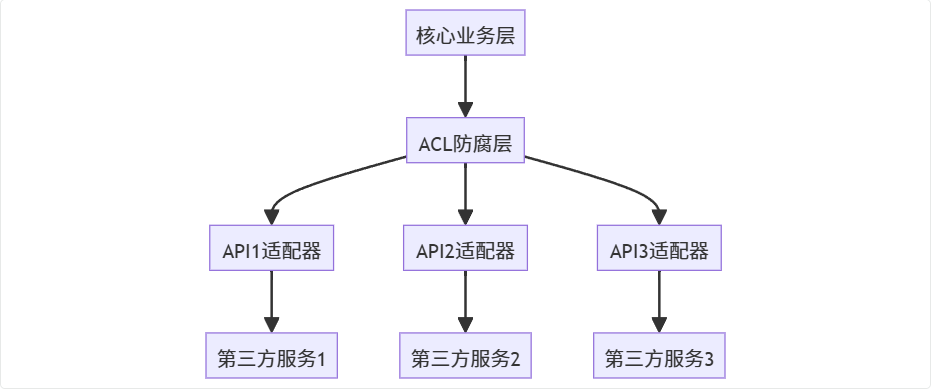 核心业务层
ACL防腐层
API1适配器
API2适配器
API3适配器
第三方服务1
第三方服务2
第三方服务3